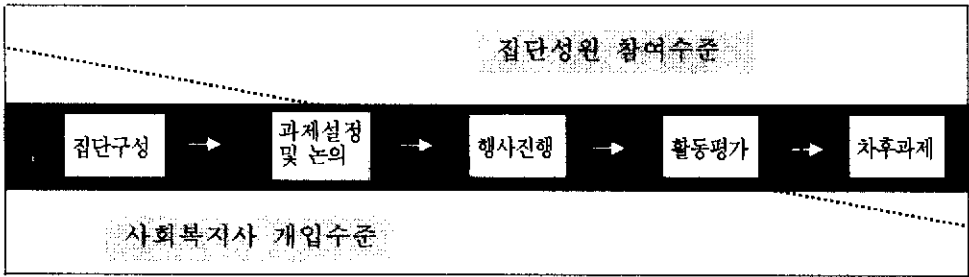 집단성원 참여수준
집단구성 → 과제설정 및 논의 → 행사진행 → 활동평가 → 차후과제
사회복지사 개입수준